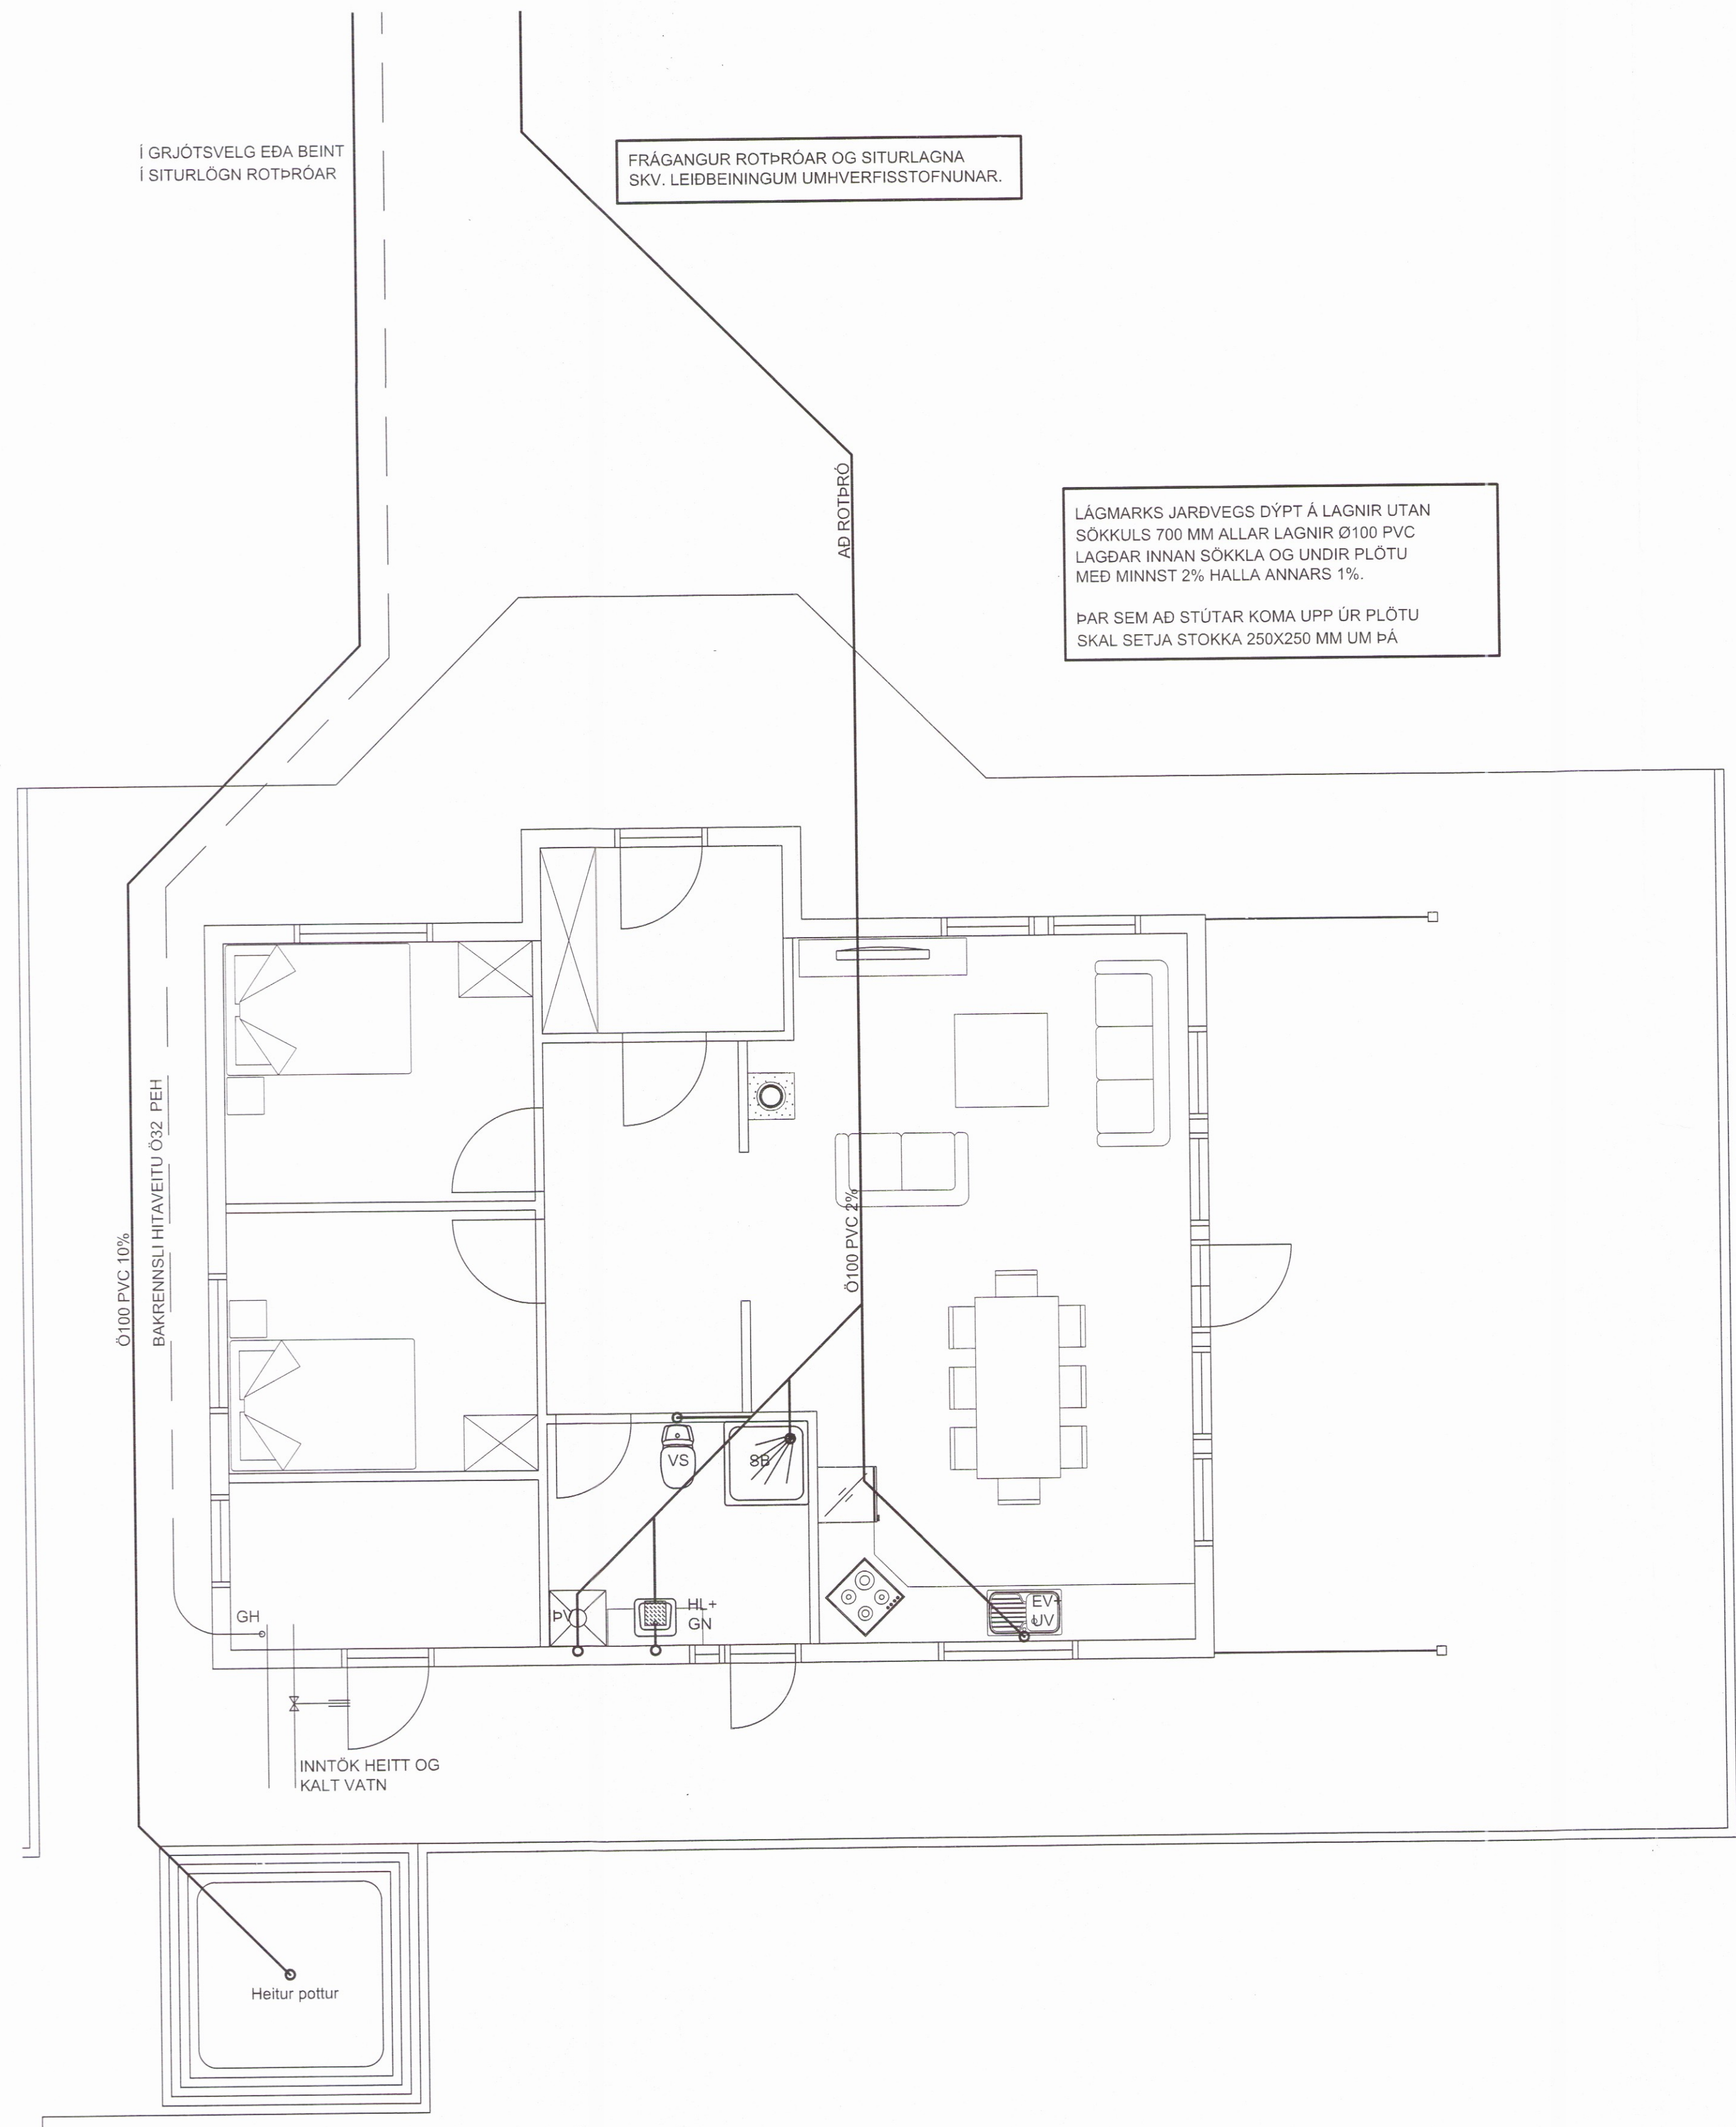 Í GRJÓTSVELG EÐA BEINT
Í SITURLÖGN ROTÞRÓAR
FRÁGANGUR ROTÞRÓAR OG SITURLAGNA
SKV. LEIÐBEININGUM UMHVERFISSTOFNUNAR.
AÐ ROTÞRÓ
LÁGMARKS JARÐVEGS DÝPT Á LAGNIR UTAN
SÖKKULS 700 MM ALLAR LAGNIR Ø100 PVC
LAGÐAR INNAN SÖKKLA OG UNDIR PLÖTU
MEÐ MINNST 2% HALLA ANNARS 1%.
ÞAR SEM AÐ STÚTAR KOMA UPP ÚR PLÖTU
SKAL SETJA STOKKA 250X250 MM UM ÞÁ
Ö100 PVC 10%
BAKRENNSLI HITAVEITU Ö32 PEH
Ö100 PVC 2%
VS
SB
GH
ÞV
HL+
GN
EV+
UV
INNTÖK HEITT OG
KALT VATN
Heitur pottur